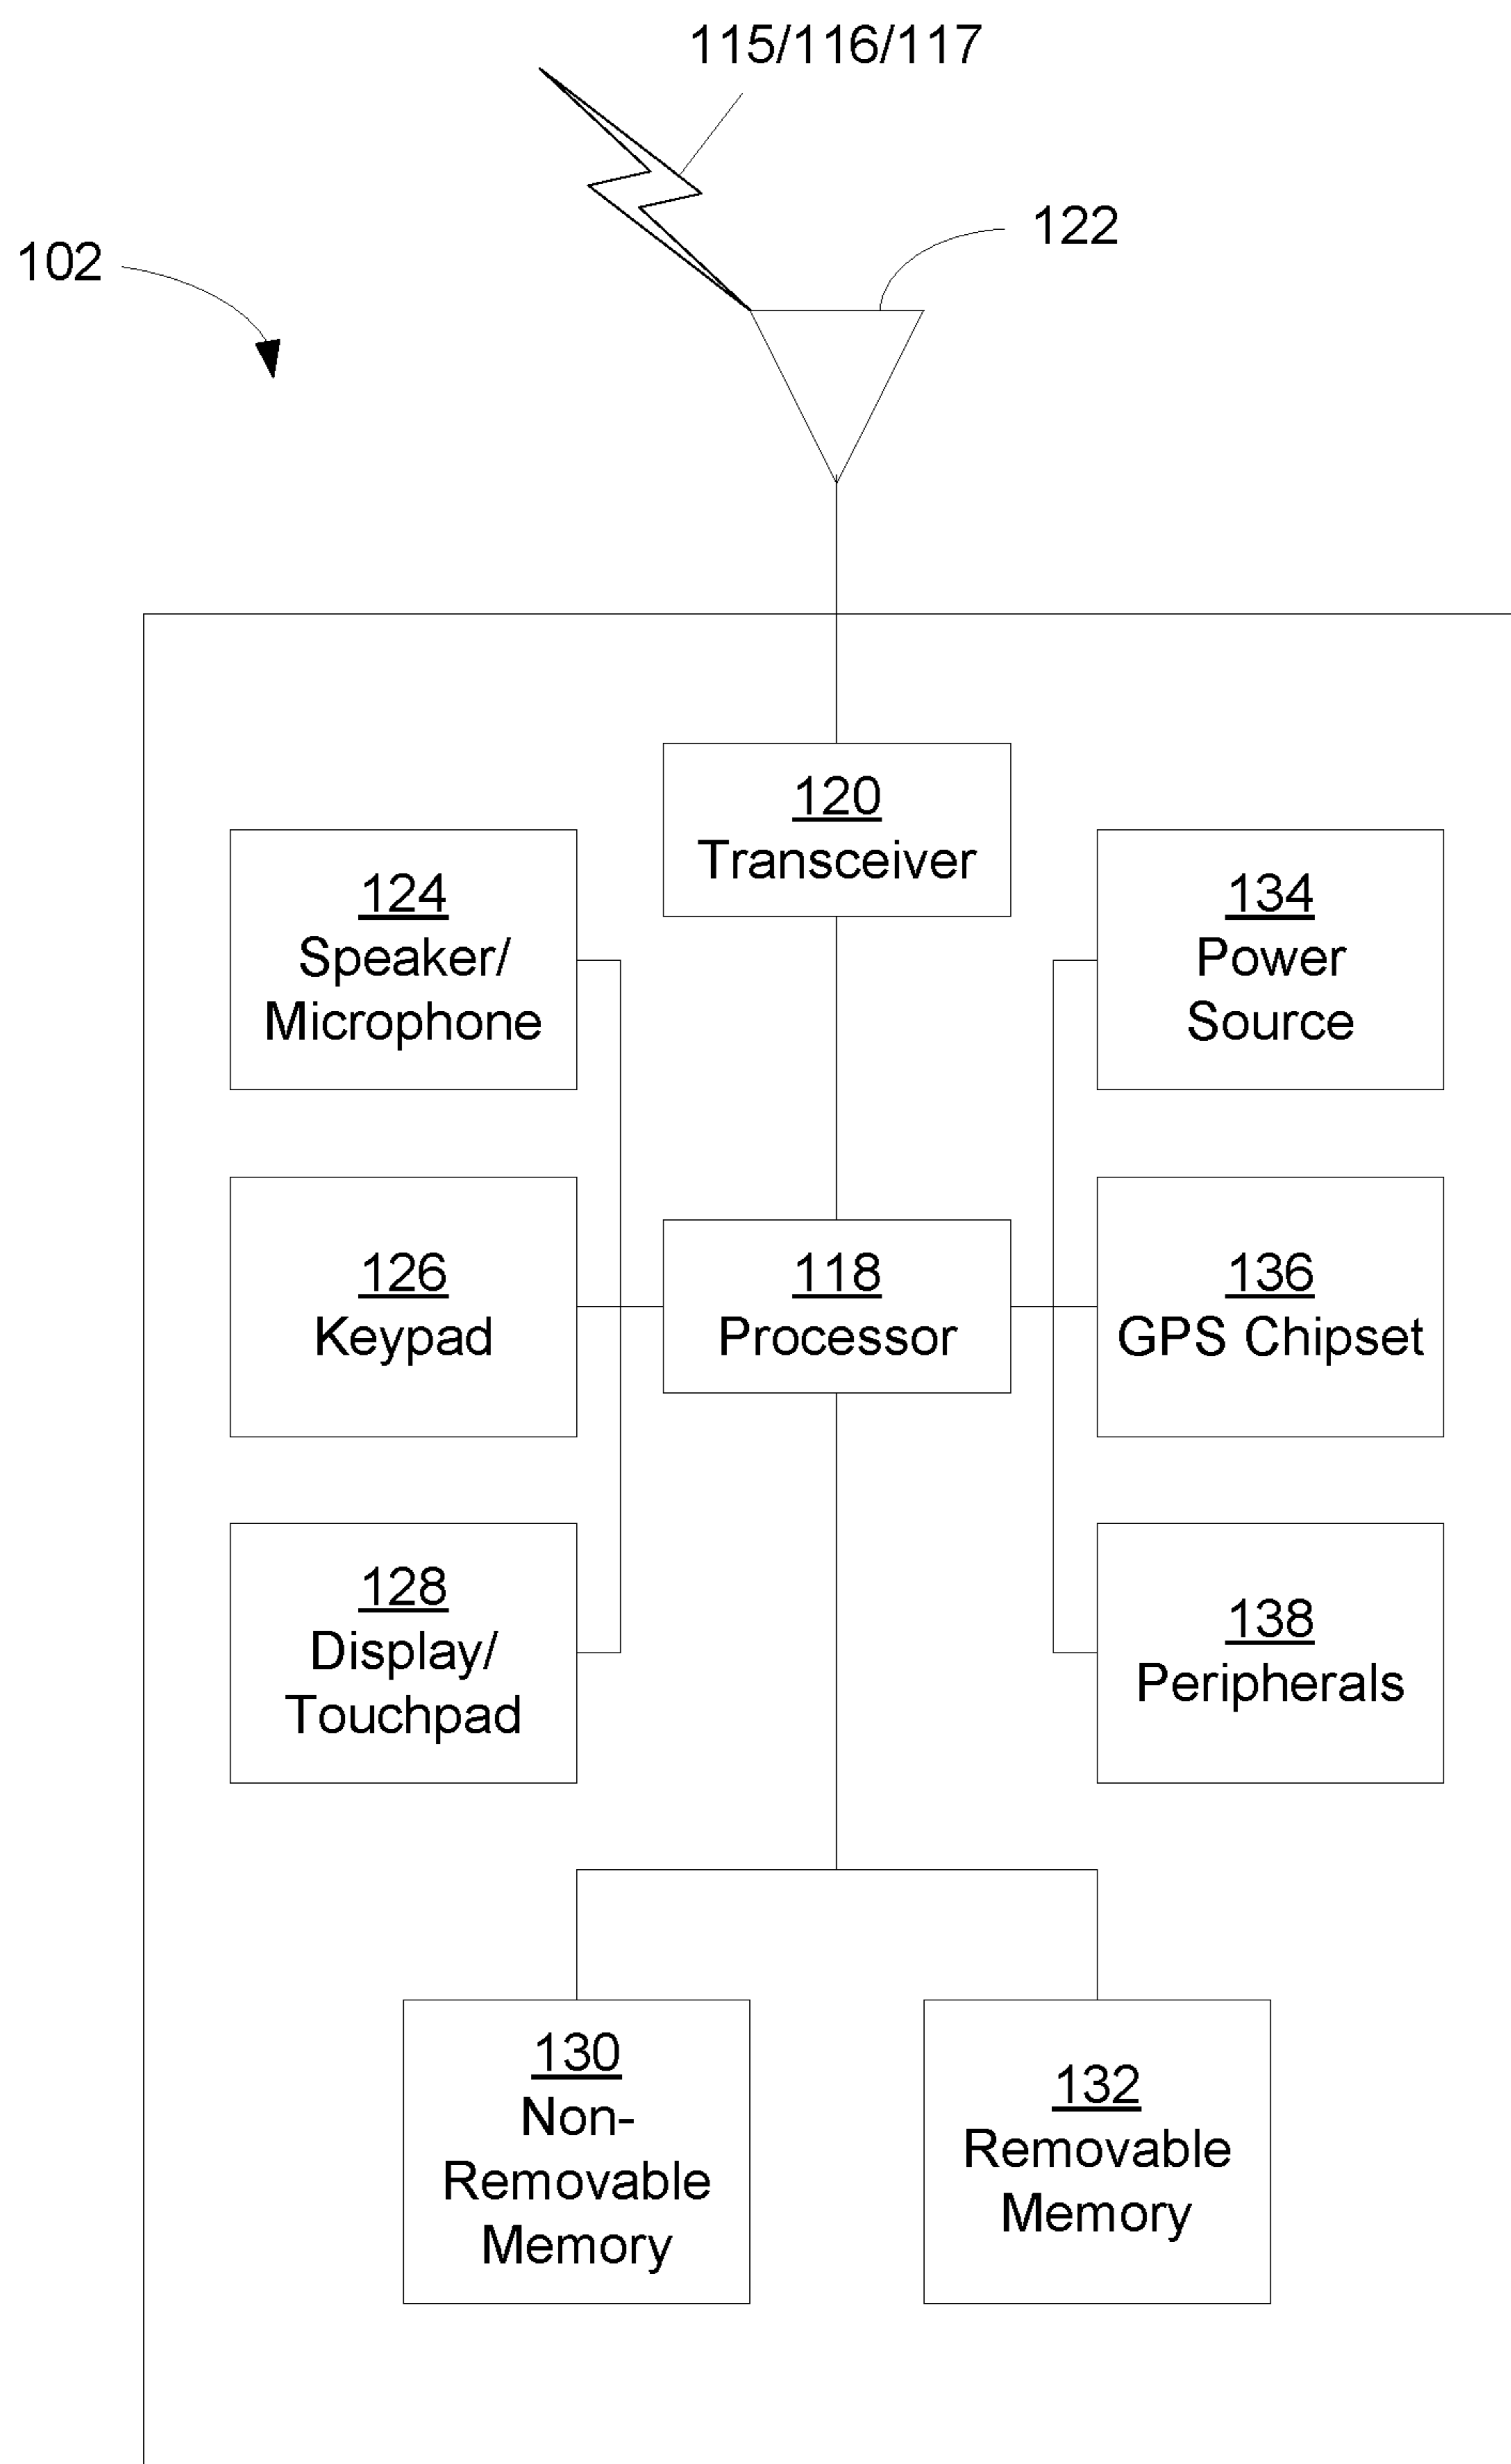 115/116/117
122
102
120
Transceiver
124
Speaker/
Microphone
134
Power
Source
126
Keypad
118
Processor
136
GPS Chipset
128
Display/
Touchpad
138
Peripherals
130
Non-
Removable
Memory
132
Removable
Memory